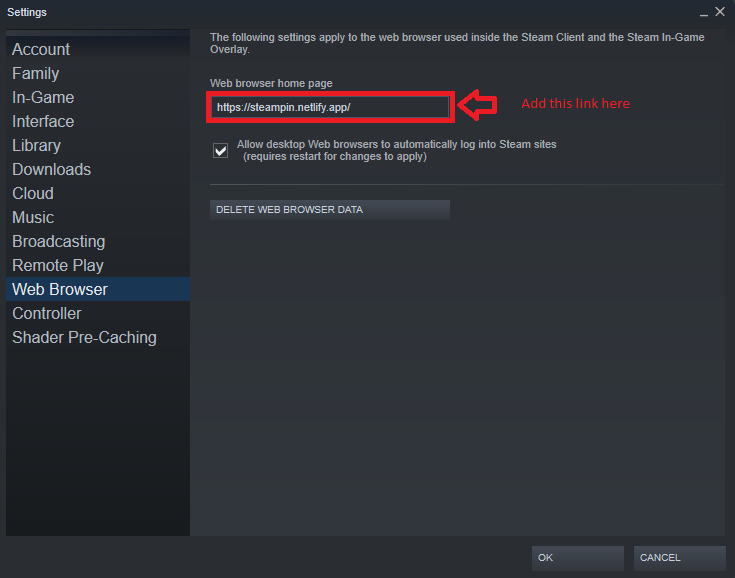 Settings
Account
Family
In-Game
Interface
Library
Downloads
Cloud
Music
Broadcasting
Remote Play
Web Browser
Controller
Shader Pre-Caching
The following settings apply to the web browser used inside the Steam Client and the Steam In-Game
Overlay.
Web browser home page
https://steampin.netlify.app/
Add this link here
Allow desktop Web browsers to automatically log into Steam sites
(requires restart for changes to apply)
DELETE WEB BROWSER DATA
OK
CANCEL